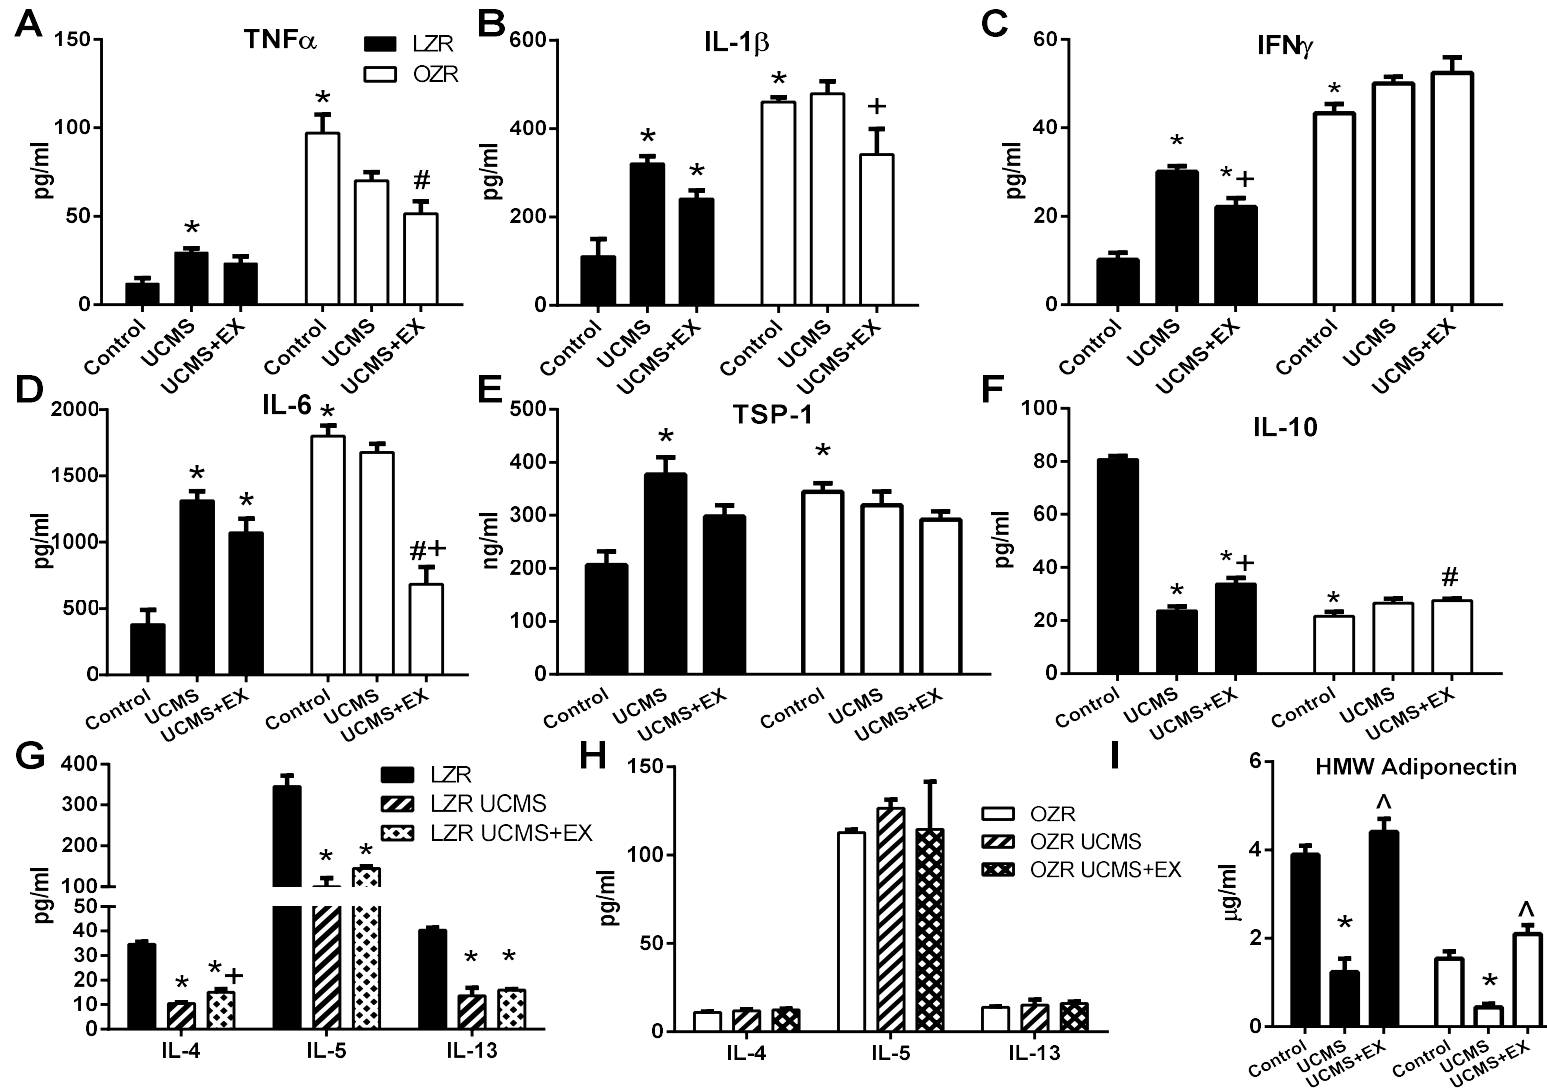 A
TNFα
LZR
OZR
150
100
50
0
pg/ml
*
*
#
Control
UCMS
UCMS+EX
Control
UCMS
UCMS+EX
B
IL-1β
600
400
200
0
pg/ml
*
*
*
+
Control
UCMS
UCMS+EX
Control
UCMS
UCMS+EX
C
IFNγ
60
40
20
0
pg/ml
*
*+
*
Control
UCMS
UCMS+EX
Control
UCMS
UCMS+EX
D
IL-6
2000
1500
1000
500
0
pg/ml
*
*
*
#+
Control
UCMS
UCMS+EX
Control
UCMS
UCMS+EX
E
TSP-1
500
400
300
200
100
0
ng/ml
*
*
Control
UCMS
UCMS+EX
Control
UCMS
UCMS+EX
F
IL-10
100
80
60
40
20
0
pg/ml
*
*+
*
#
Control
UCMS
UCMS+EX
Control
UCMS
UCMS+EX
G
LZR
LZR UCMS
LZR UCMS+EX
400
300
200
100
50
40
30
20
10
0
pg/ml
*
*+
*
*
*
*
IL-4
IL-5
IL-13
H
OZR
OZR UCMS
OZR UCMS+EX
150
100
50
0
pg/ml
IL-4
IL-5
IL-13
I
HMW Adiponectin
6
4
2
0
µg/ml
*
^
*
^
Control
UCMS
UCMS+EX
Control
UCMS
UCMS+EX